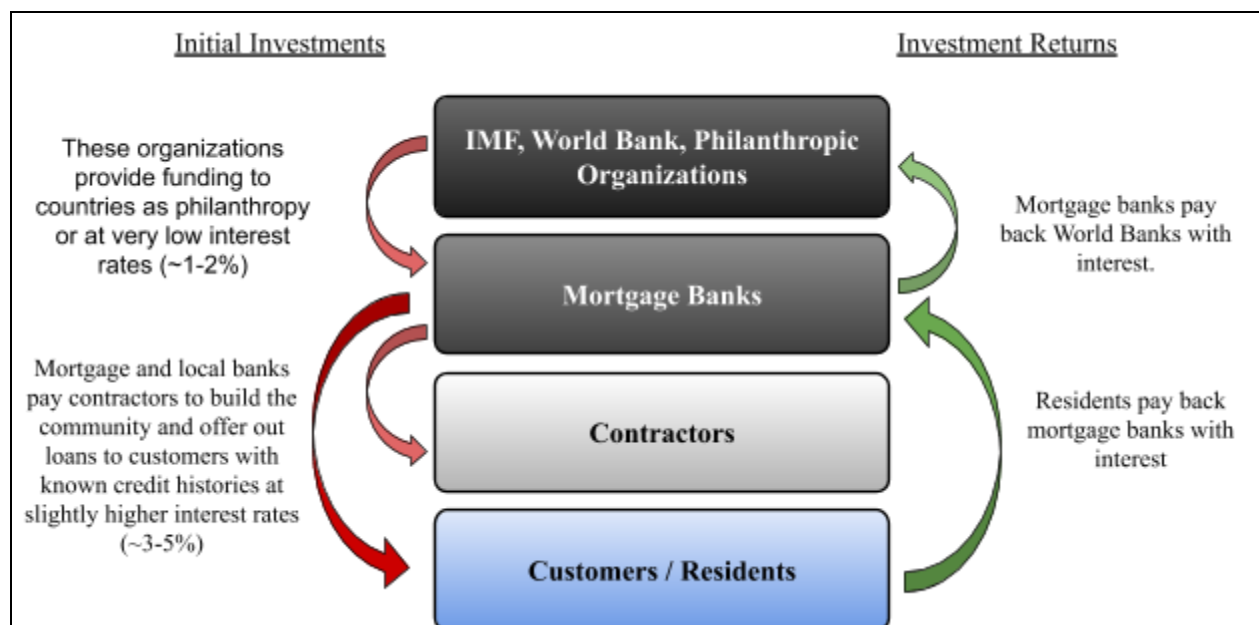 Initial Investments
Investment Returns
These organizations
provide funding to
countries as philanthropy
or at very low interest
rates (~1-2%)
IMF, World Bank, Philanthropic
Organizations
Mortgage banks pay
back World Banks with
interest.
Mortgage Banks
Mortgage and local banks
pay contractors to build the
community and offer out
loans to customers with
known credit histories at
slightly higher interest rates
(~3-5%)
Contractors
Residents pay back
mortgage banks with
interest
Customers / Residents